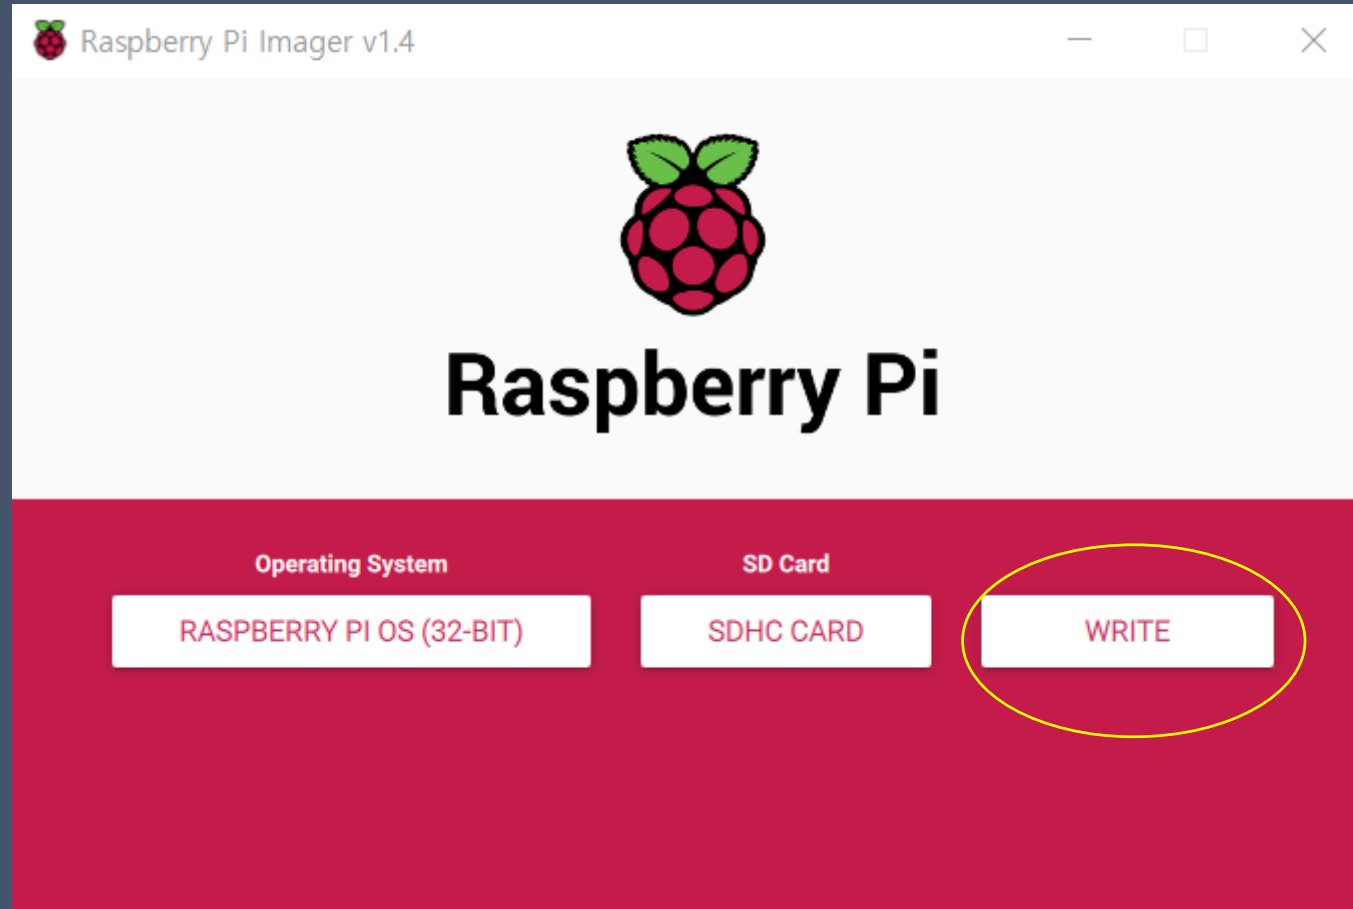 Raspberry Pi Imager v1.4
Raspberry Pi
Operating System
SD Card
RASPBERRY PI OS (32-BIT)
SDHC CARD
WRITE